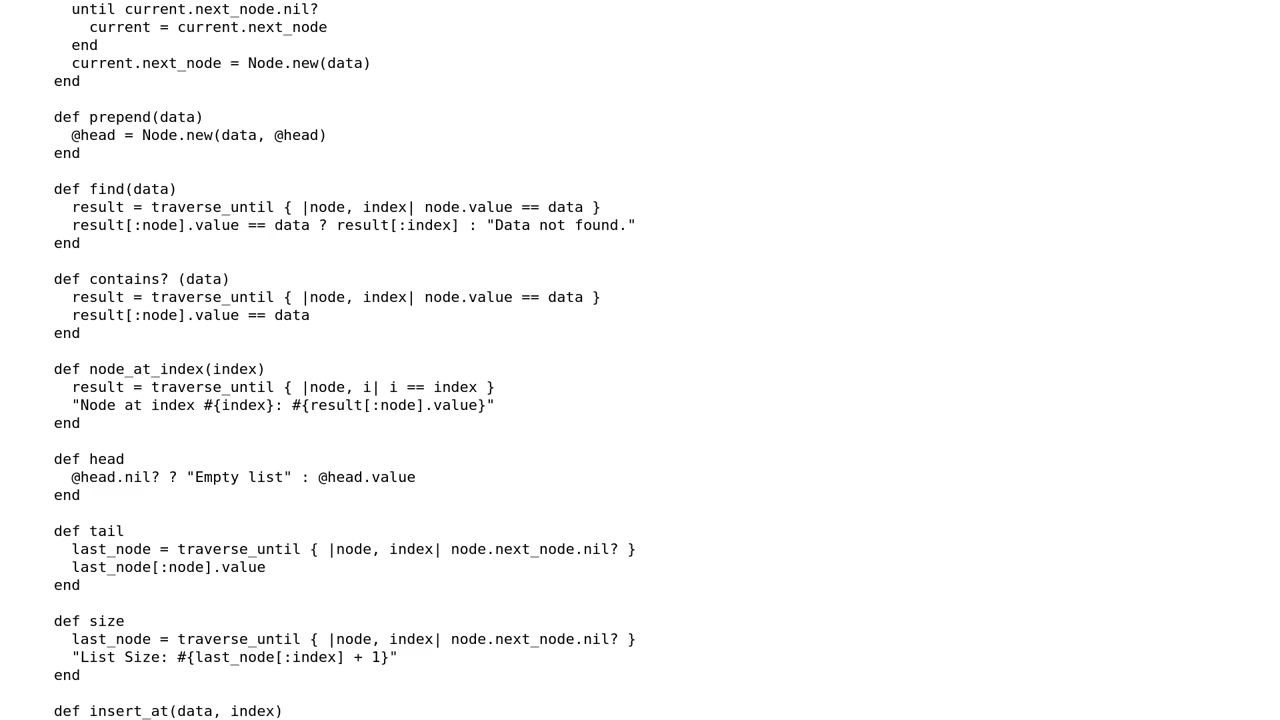 until current.next_node.nil?
current = current.next_node
end
current.next_node = Node.new(data)
end
def prepend(data)
@head = Node.new(data, @head)
end
def find(data)
result = traverse_until { |node, index| node.value == data }
result[:node].value == data ? result[:index] : "Data not found."
end
def contains? (data)
result = traverse_until { |node, index| node.value == data }
result[:node].value == data
end
def node_at_index(index)
result = traverse_until { |node, i| i == index }
"Node at index #{index}: #{result[:node].value}"
end
def head
@head.nil? ? "Empty list" : @head.value
end
def tail
last_node = traverse_until { |node, index| node.next_node.nil? }
last_node[:node].value
end
def size
last_node = traverse_until { |node, index| node.next_node.nil? }
"List Size: #{last_node[:index] + 1}"
end
def insert_at(data, index)